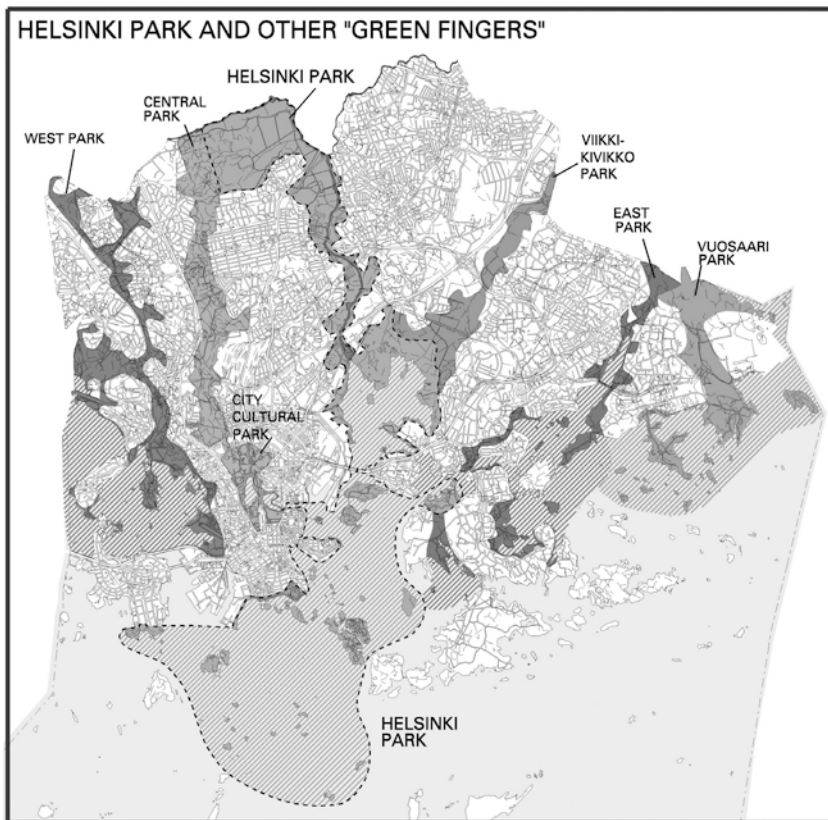 HELSINKI PARK AND OTHER "GREEN FINGERS"
HELSINKI PARK
CENTRAL
PARK
WEST PARK
VIIKKI-
KIVIKKO
PARK
EAST
PARK
VUOSAARI
PARK
CITY
CULTURAL
PARK
HELSINKI
PARK